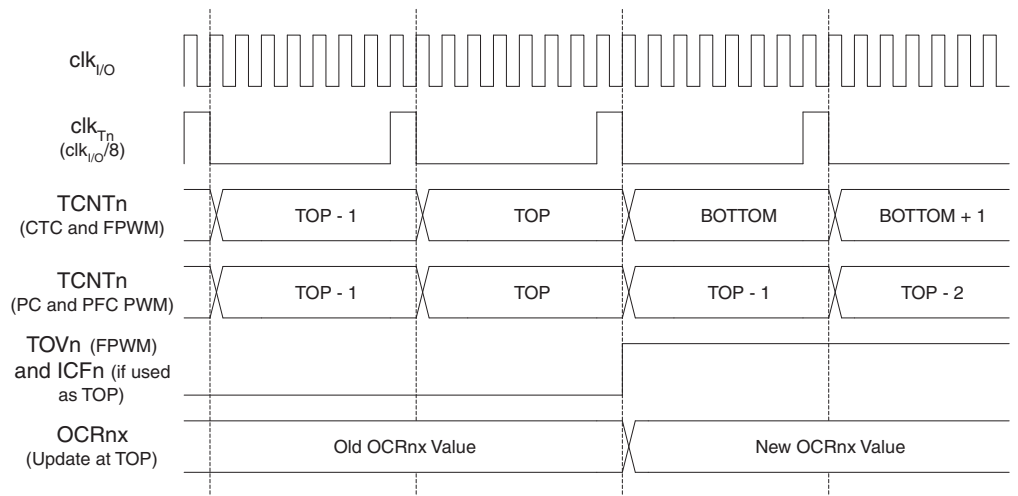 clkI/O
clkTn
(clkI/O/8)
TCNTn
(CTC and FPWM)
TOP - 1
TOP
BOTTOM
BOTTOM + 1
TCNTn
(PC and PFC PWM)
TOP - 1
TOP
TOP - 1
TOP - 2
TOVn (FPWM)
and ICFn (if used
as TOP)
OCRnx
(Update at TOP)
Old OCRnx Value
New OCRnx Value